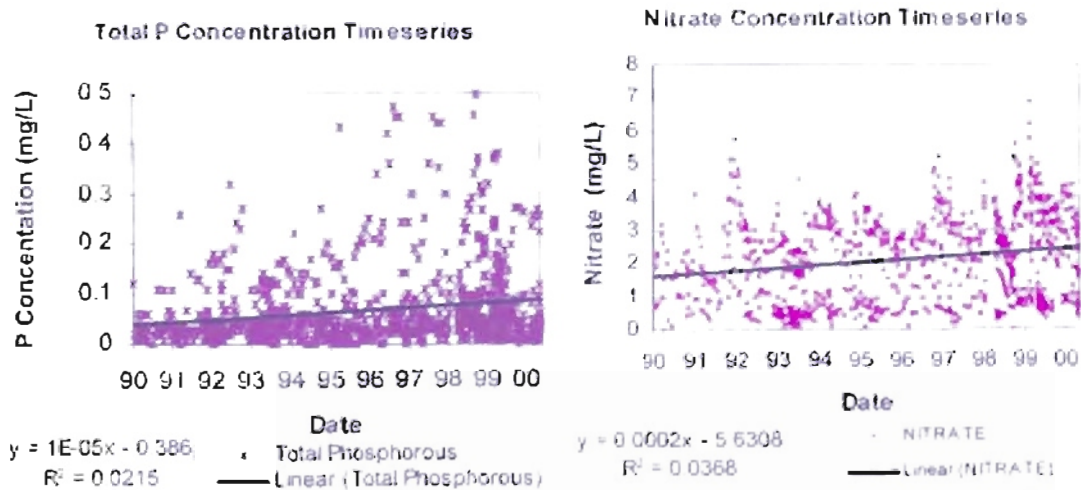 Total P Concentration Timeseries
P Concentation (mg/L)
0.5
0.4
0.3
0.2
0.1
0
90 91 92 93 94 95 96 97 98 99 00
Date
y = 1E-05x - 0.386
R² = 0.0215
Total Phosphorous
Linear (Total Phosphorous)
Nitrate Concentration Timeseries
Nitrate (mg/L)
8
7
6
5
4
3
2
1
0
90 91 92 93 94 95 96 97 98 99 00
Date
y = 0.0002x - 5.6308
R² = 0.0368
NITRATE
Linear (NITRATE)